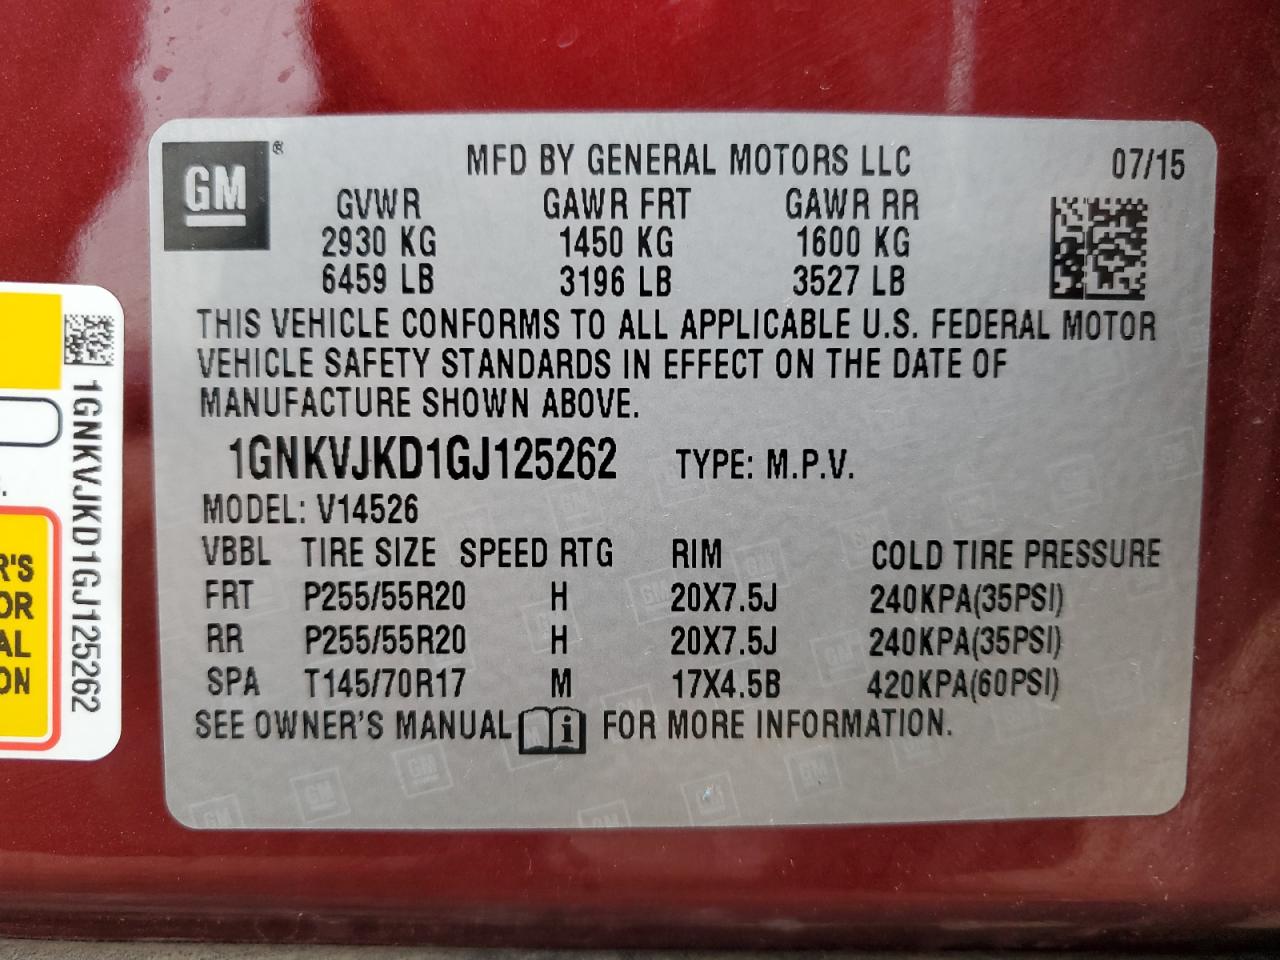 GM®
MFD BY GENERAL MOTORS LLC 07/15
GVWR GAWR FRT GAWR RR
2930 KG 1450 KG 1600 KG
6459 LB 3196 LB 3527 LB
THIS VEHICLE CONFORMS TO ALL APPLICABLE U.S. FEDERAL MOTOR
VEHICLE SAFETY STANDARDS IN EFFECT ON THE DATE OF
MANUFACTURE SHOWN ABOVE.
1GNKVJKD1GJ125262 TYPE: M.P.V.
MODEL: V14526
VBBL TIRE SIZE SPEED RTG RIM COLD TIRE PRESSURE
FRT P255/55R20 H 20X7.5J 240KPA(35PSI)
RR P255/55R20 H 20X7.5J 240KPA(35PSI)
SPA T145/70R17 M 17X4.5B 420KPA(60PSI)
SEE OWNER'S MANUAL i FOR MORE INFORMATION.
1GNKVJKD1GJ125262
R'S
OR
AL
ON